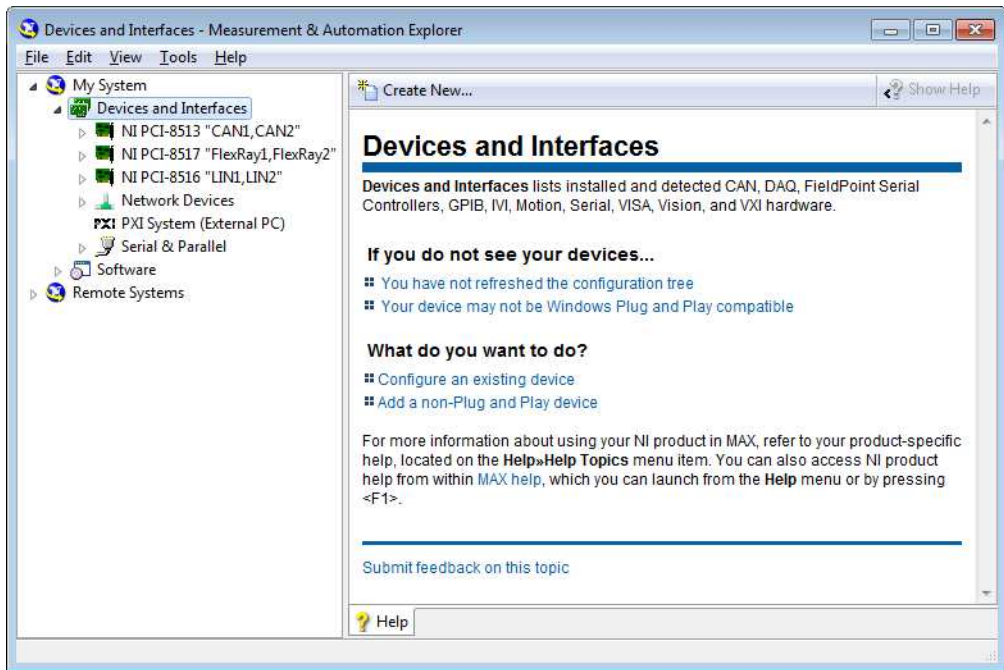 Devices and Interfaces - Measurement & Automation Explorer
File Edit View Tools Help
My System
Devices and Interfaces
NI PCI-8513 "CAN1,CAN2"
NI PCI-8517 "FlexRay1,FlexRay2"
NI PCI-8516 "LIN1,LIN2"
Network Devices
PXI PXI System (External PC)
Serial & Parallel
Software
Remote Systems
Create New...
Show Help
Devices and Interfaces
Devices and Interfaces lists installed and detected CAN, DAQ, FieldPoint Serial
Controllers, GPIB, IVI, Motion, Serial, VISA, Vision, and VXI hardware.
If you do not see your devices...
You have not refreshed the configuration tree
Your device may not be Windows Plug and Play compatible
What do you want to do?
Configure an existing device
Add a non-Plug and Play device
For more information about using your NI product in MAX, refer to your product-specific
help, located on the Help»Help Topics menu item. You can also access NI product
help from within MAX help, which you can launch from the Help menu or by pressing
<F1>.
Submit feedback on this topic
Help